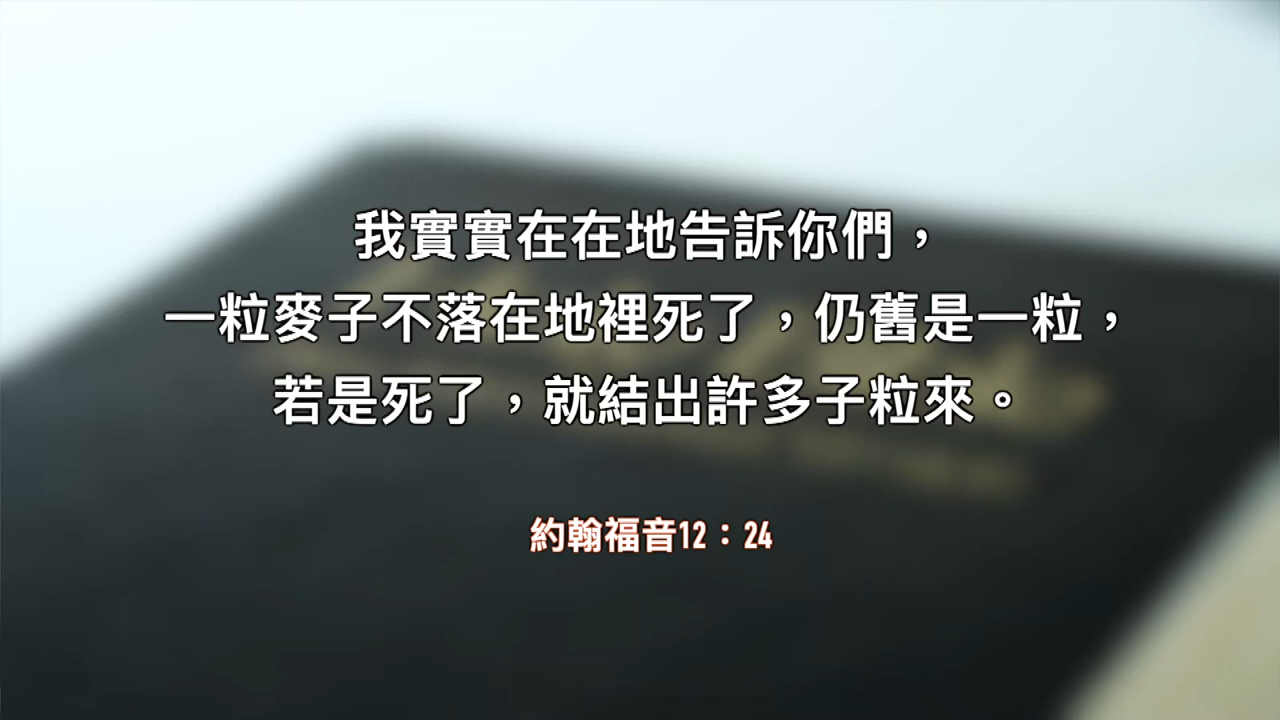 我實實在在地告訴你們，
一粒麥子不落在地裡死了，仍舊是一粒，
若是死了，就結出許多子粒來。
約翰福音12：24